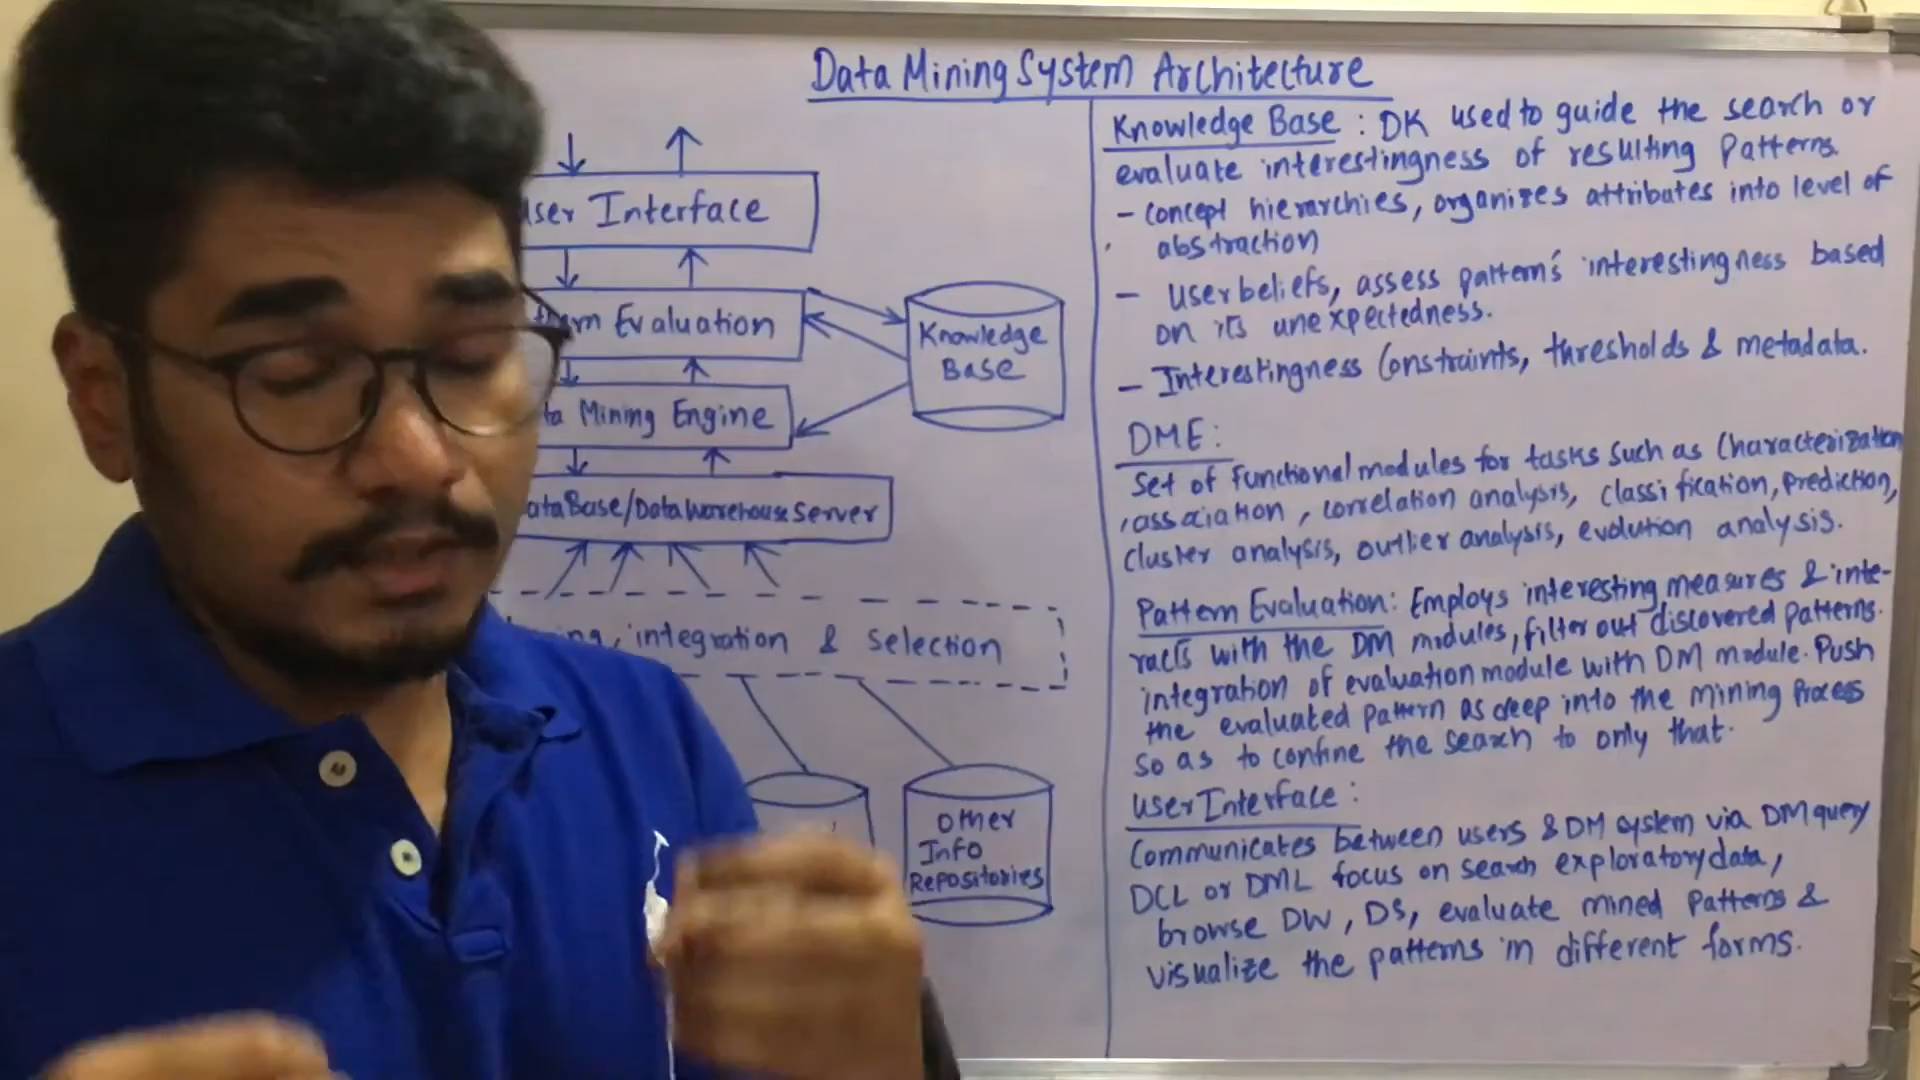 Data Mining System Architecture
User Interface
Evaluation
Mining Engine
DataBase/DataWarehouse Server
integration & selection
Knowledge
Base
Other
Info
Repositories
Knowledge Base : DK used to guide the search or
evaluate interestingness of resulting Patterns.
- concept hierarchies, organizes attributes into level of
abstraction
- User beliefs, assess pattern's interestingness based
on its unexpectedness.
- Interestingness Constraints, thresholds & metadata.
DME :
Set of functional modules for tasks such as Characterization
, association, correlation analysis, classification, prediction,
cluster analysis, outlier analysis, evolution analysis.
Pattern Evaluation: Employs interesting measures & inte-
racts with the DM modules, filter out discovered patterns.
integration of evaluation module with DM module. Push
the evaluated pattern as deep into the mining process
so as to confine the search to only that.
User Interface :
Communicates between users & DM system via DM query
DCL or DML focus on search exploratory data,
browse DW, DS, evaluate mined Patterns &
visualize the patterns in different forms.